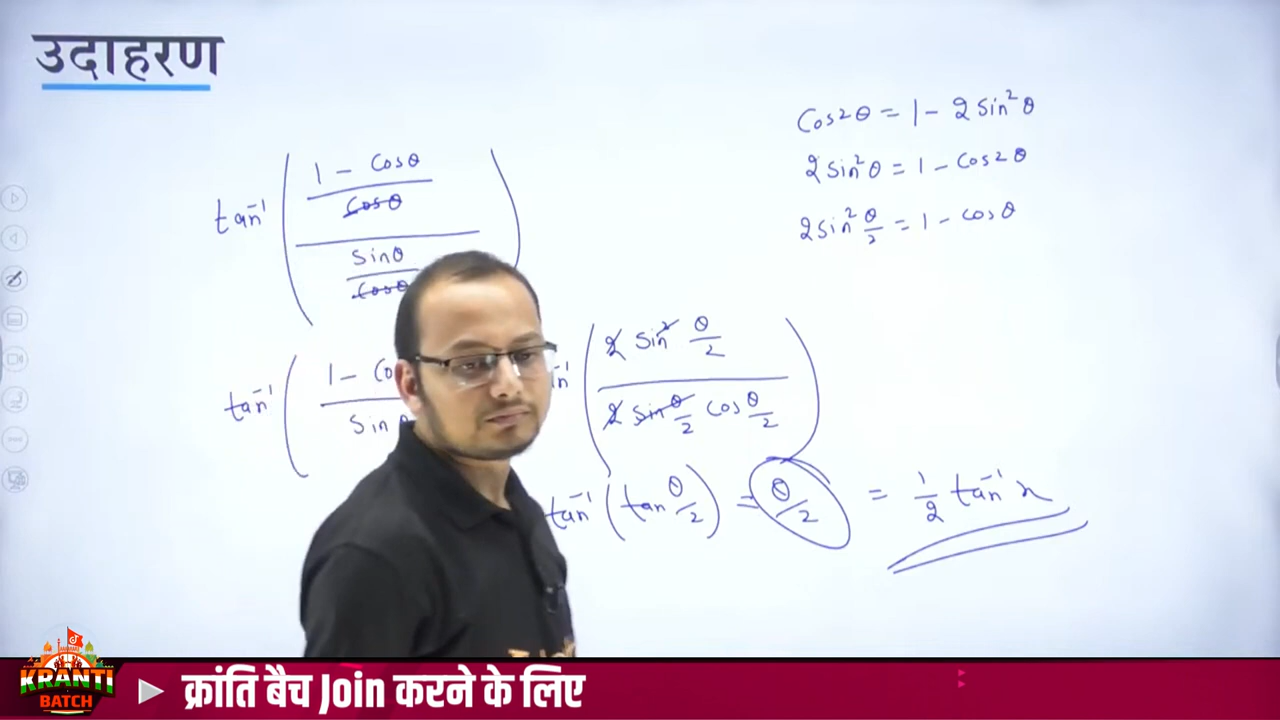 उदाहरण
cos2θ = 1 - 2 sin²θ
2 sin²θ = 1 - cos2θ
2 sin² θ/2 = 1 - cosθ
tan⁻¹ ( (1 - cosθ)/cosθ / sinθ/cosθ )
tan⁻¹ ( 1 - co / sin θ
n⁻¹ ( 2 sin² θ/2 / 2 sin θ/2 cos θ/2 )
tan⁻¹ ( tan θ/2 ) = θ/2 = 1/2 tan⁻¹ x
KRANTI
BATCH
क्रांति बैच Join करने के लिए